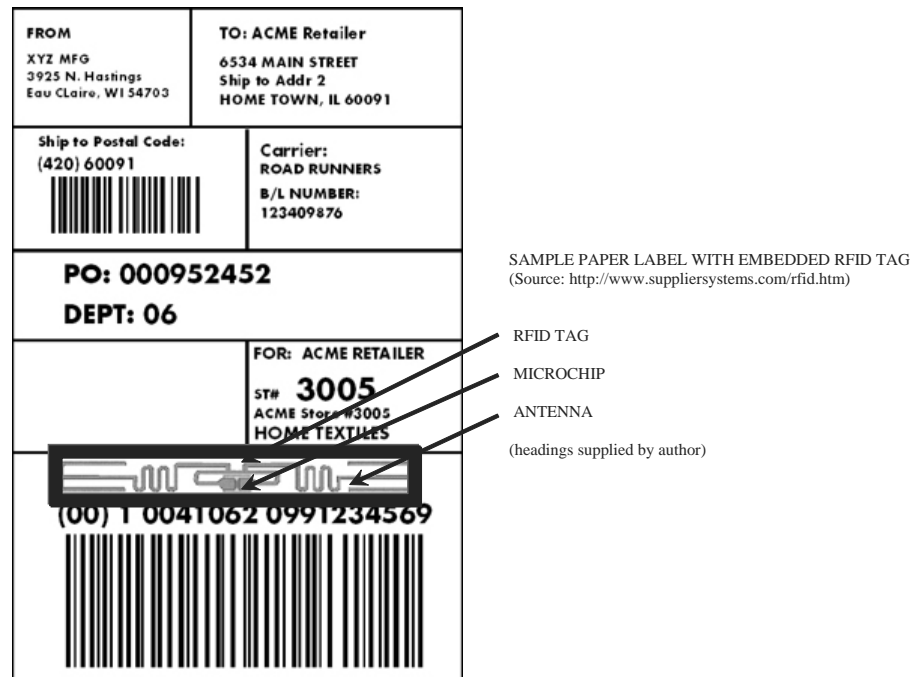 FROM
XYZ MFG
3925 N. Hastings
Eau CLaire, WI 54703
TO: ACME Retailer
6534 MAIN STREET
Ship to Addr 2
HOME TOWN, IL 60091
Ship to Postal Code:
(420) 60091
Carrier:
ROAD RUNNERS
B/L NUMBER:
123409876
PO: 000952452
DEPT: 06
FOR: ACME RETAILER
ST# 3005
ACME Store #3005
HOME TEXTILES
(00) 1 0041062 0991234569
SAMPLE PAPER LABEL WITH EMBEDDED RFID TAG
(Source: http://www.suppliersystems.com/rfid.htm)
RFID TAG
MICROCHIP
ANTENNA
(headings supplied by author)